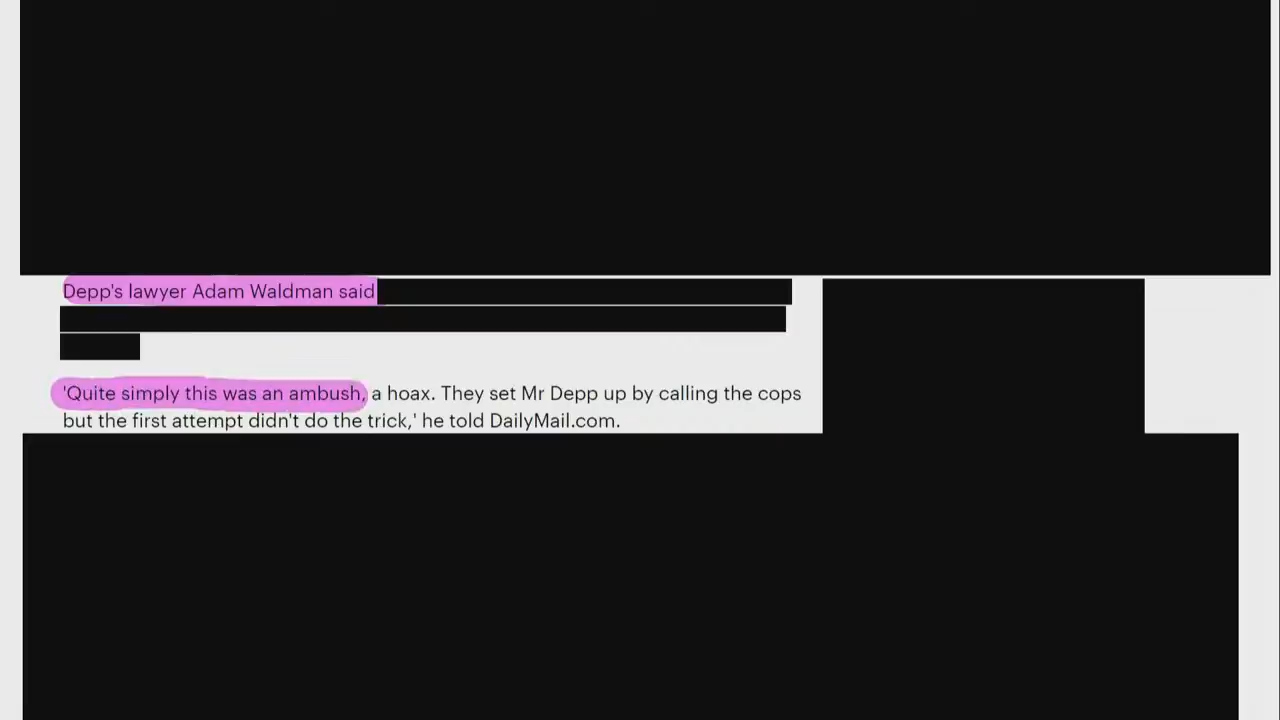 Depp's lawyer Adam Waldman said
'Quite simply this was an ambush, a hoax. They set Mr Depp up by calling the cops
but the first attempt didn't do the trick,' he told DailyMail.com.